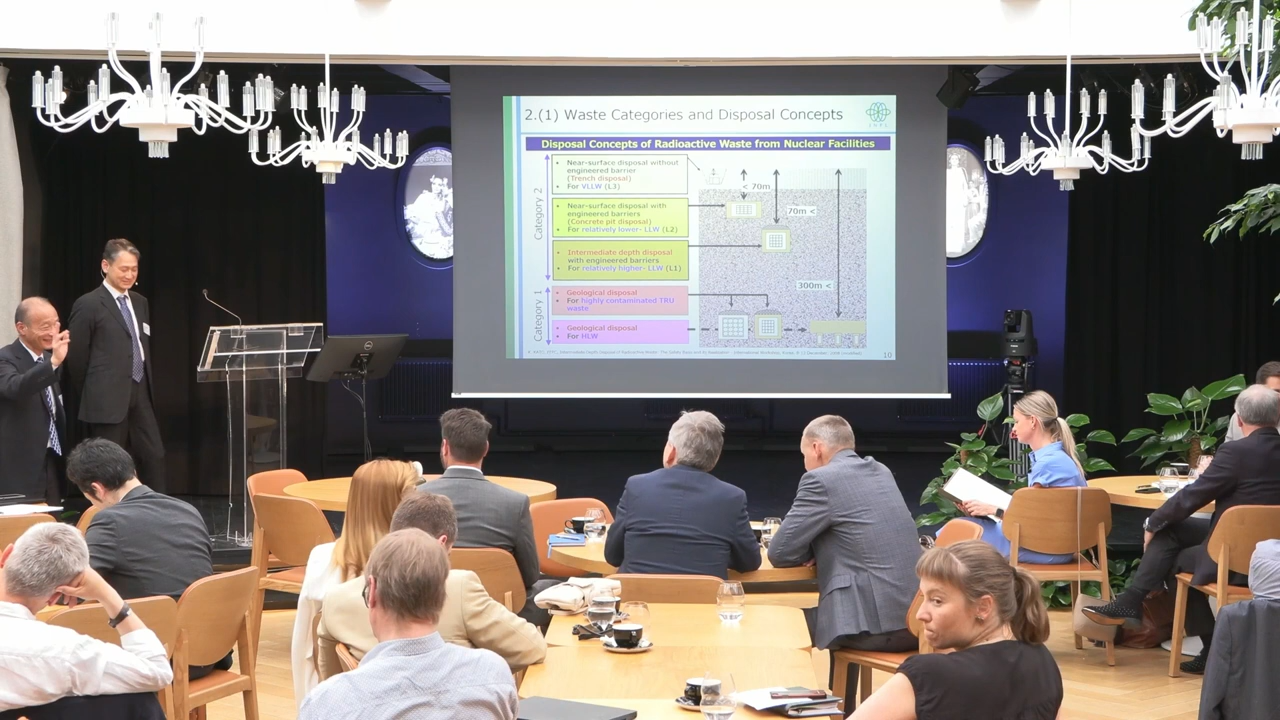 2.(1) Waste Categories and Disposal Concepts
JNFL
Disposal Concepts of Radioactive Waste from Nuclear Facilities
Category 2
• Near-surface disposal without
engineered barrier
(Trench disposal)
• For VLLW (L3)
• Near-surface disposal with
engineered barriers
(Concrete pit disposal)
• For relatively lower- LLW (L2)
• Intermediate depth disposal
with engineered barriers
• For relatively higher- LLW (L1)
Category 1
• Geological disposal
• For highly contaminated TRU
waste
• Geological disposal
• For HLW
< 70m
70m <
300m <
10
DELL